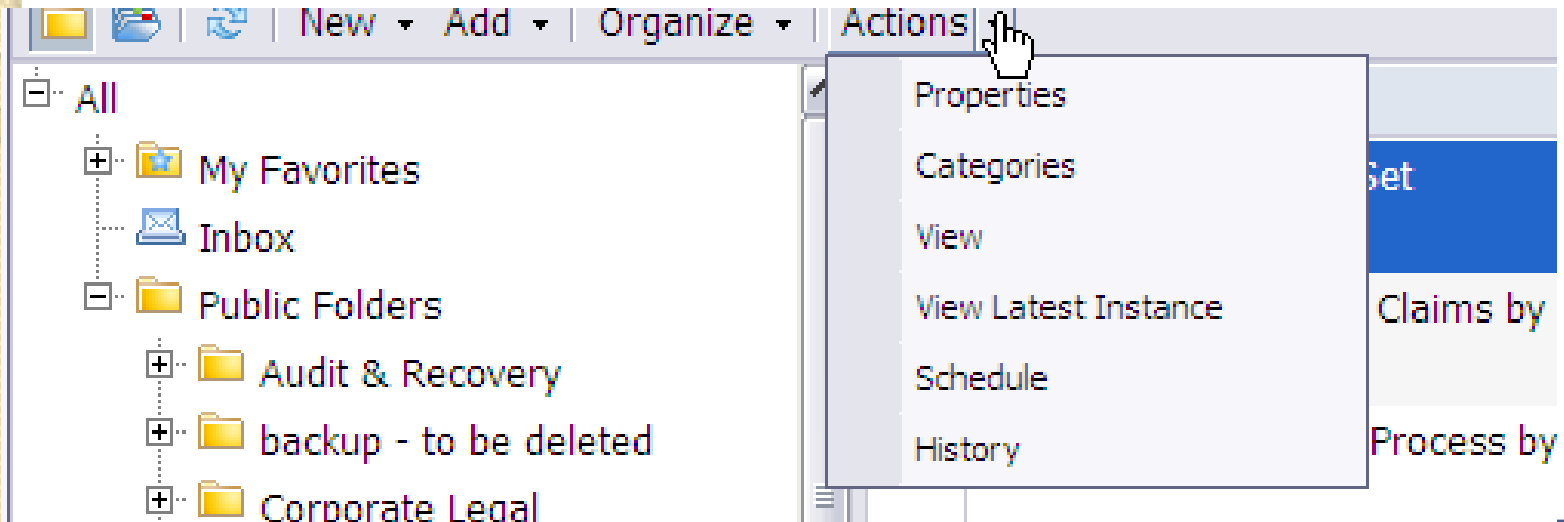 New Add Organize Actions
All
My Favorites
Inbox
Public Folders
Audit & Recovery
backup - to be deleted
Corporate Legal
Properties
Categories
View
View Latest Instance
Schedule
History
Set
Claims by
Process by